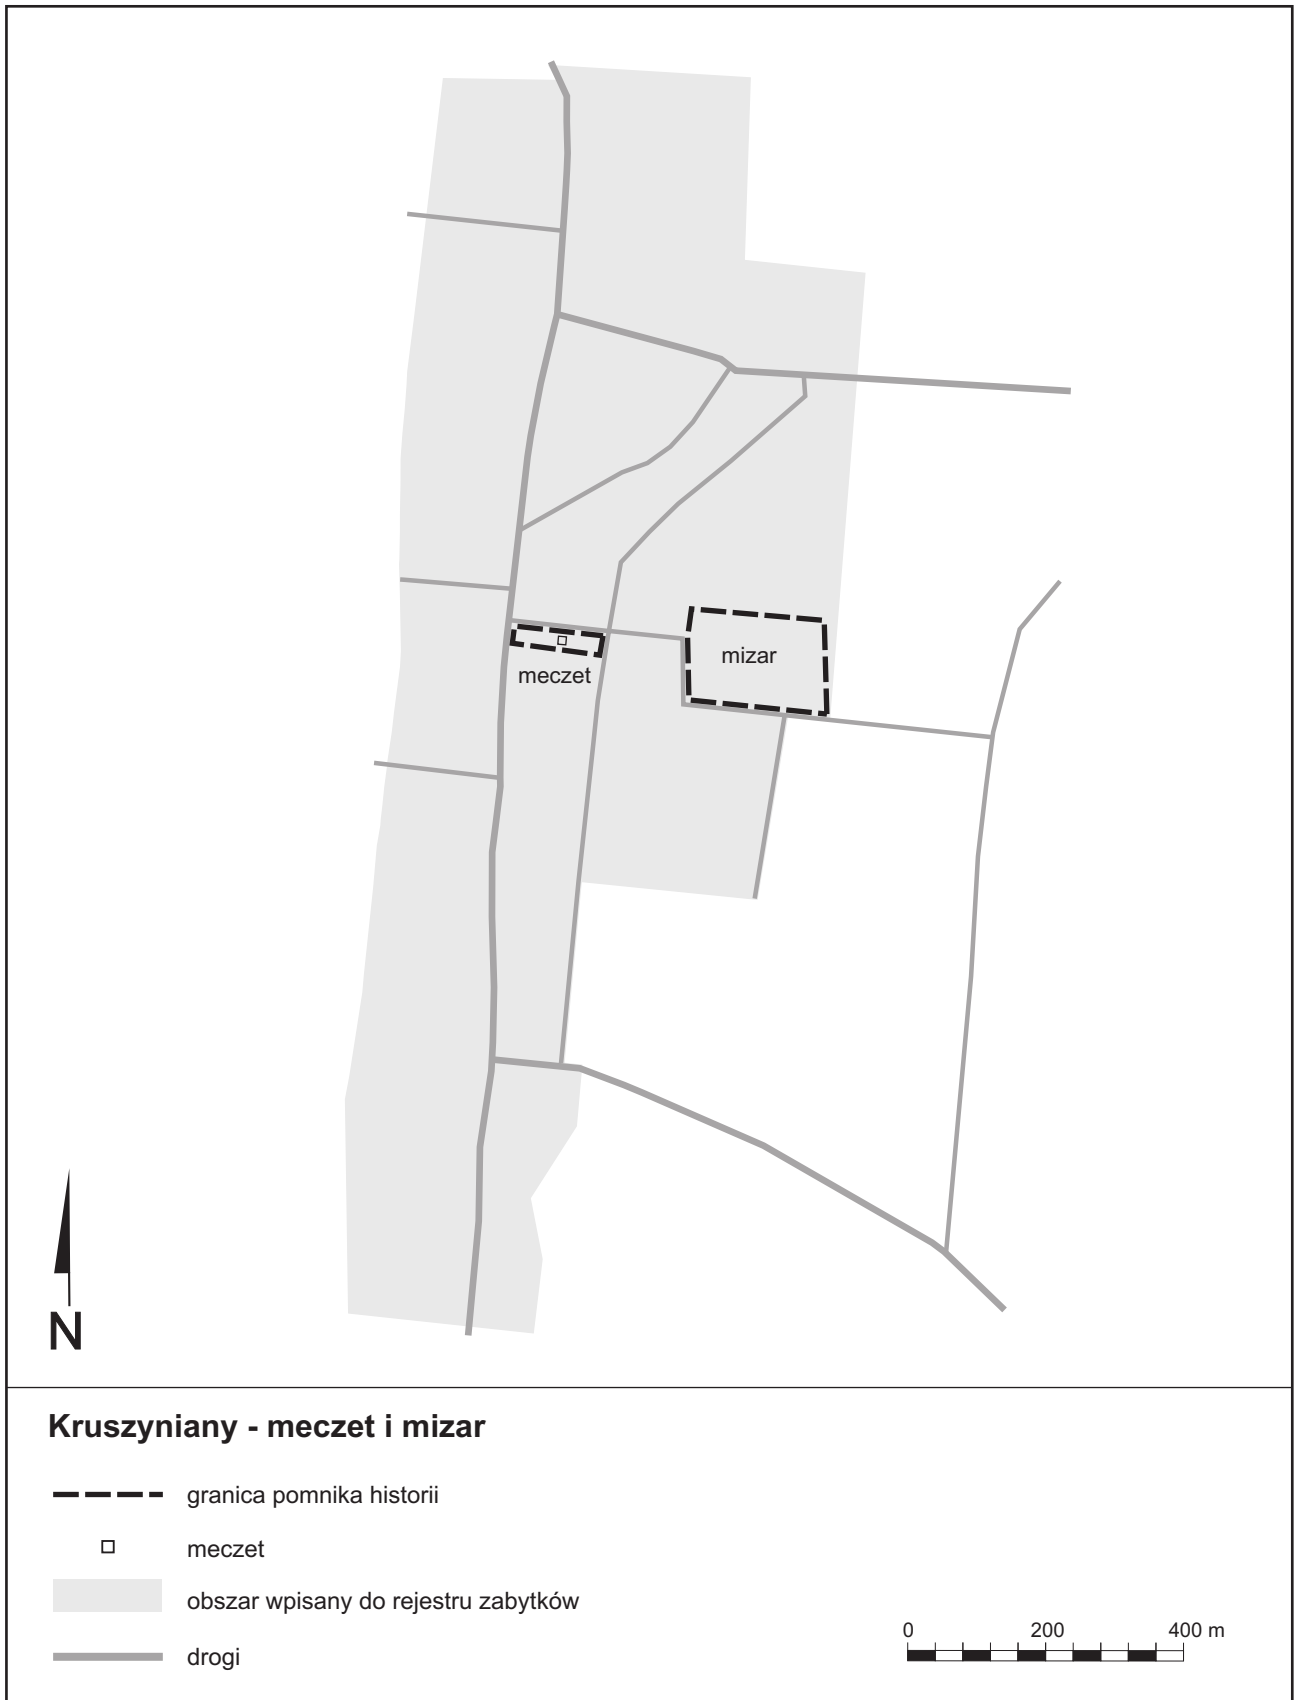 mizar
meczet
N
Kruszyniany - meczet i mizar
granica pomnika historii
meczet
obszar wpisany do rejestru zabytków
drogi
0 200 400 m